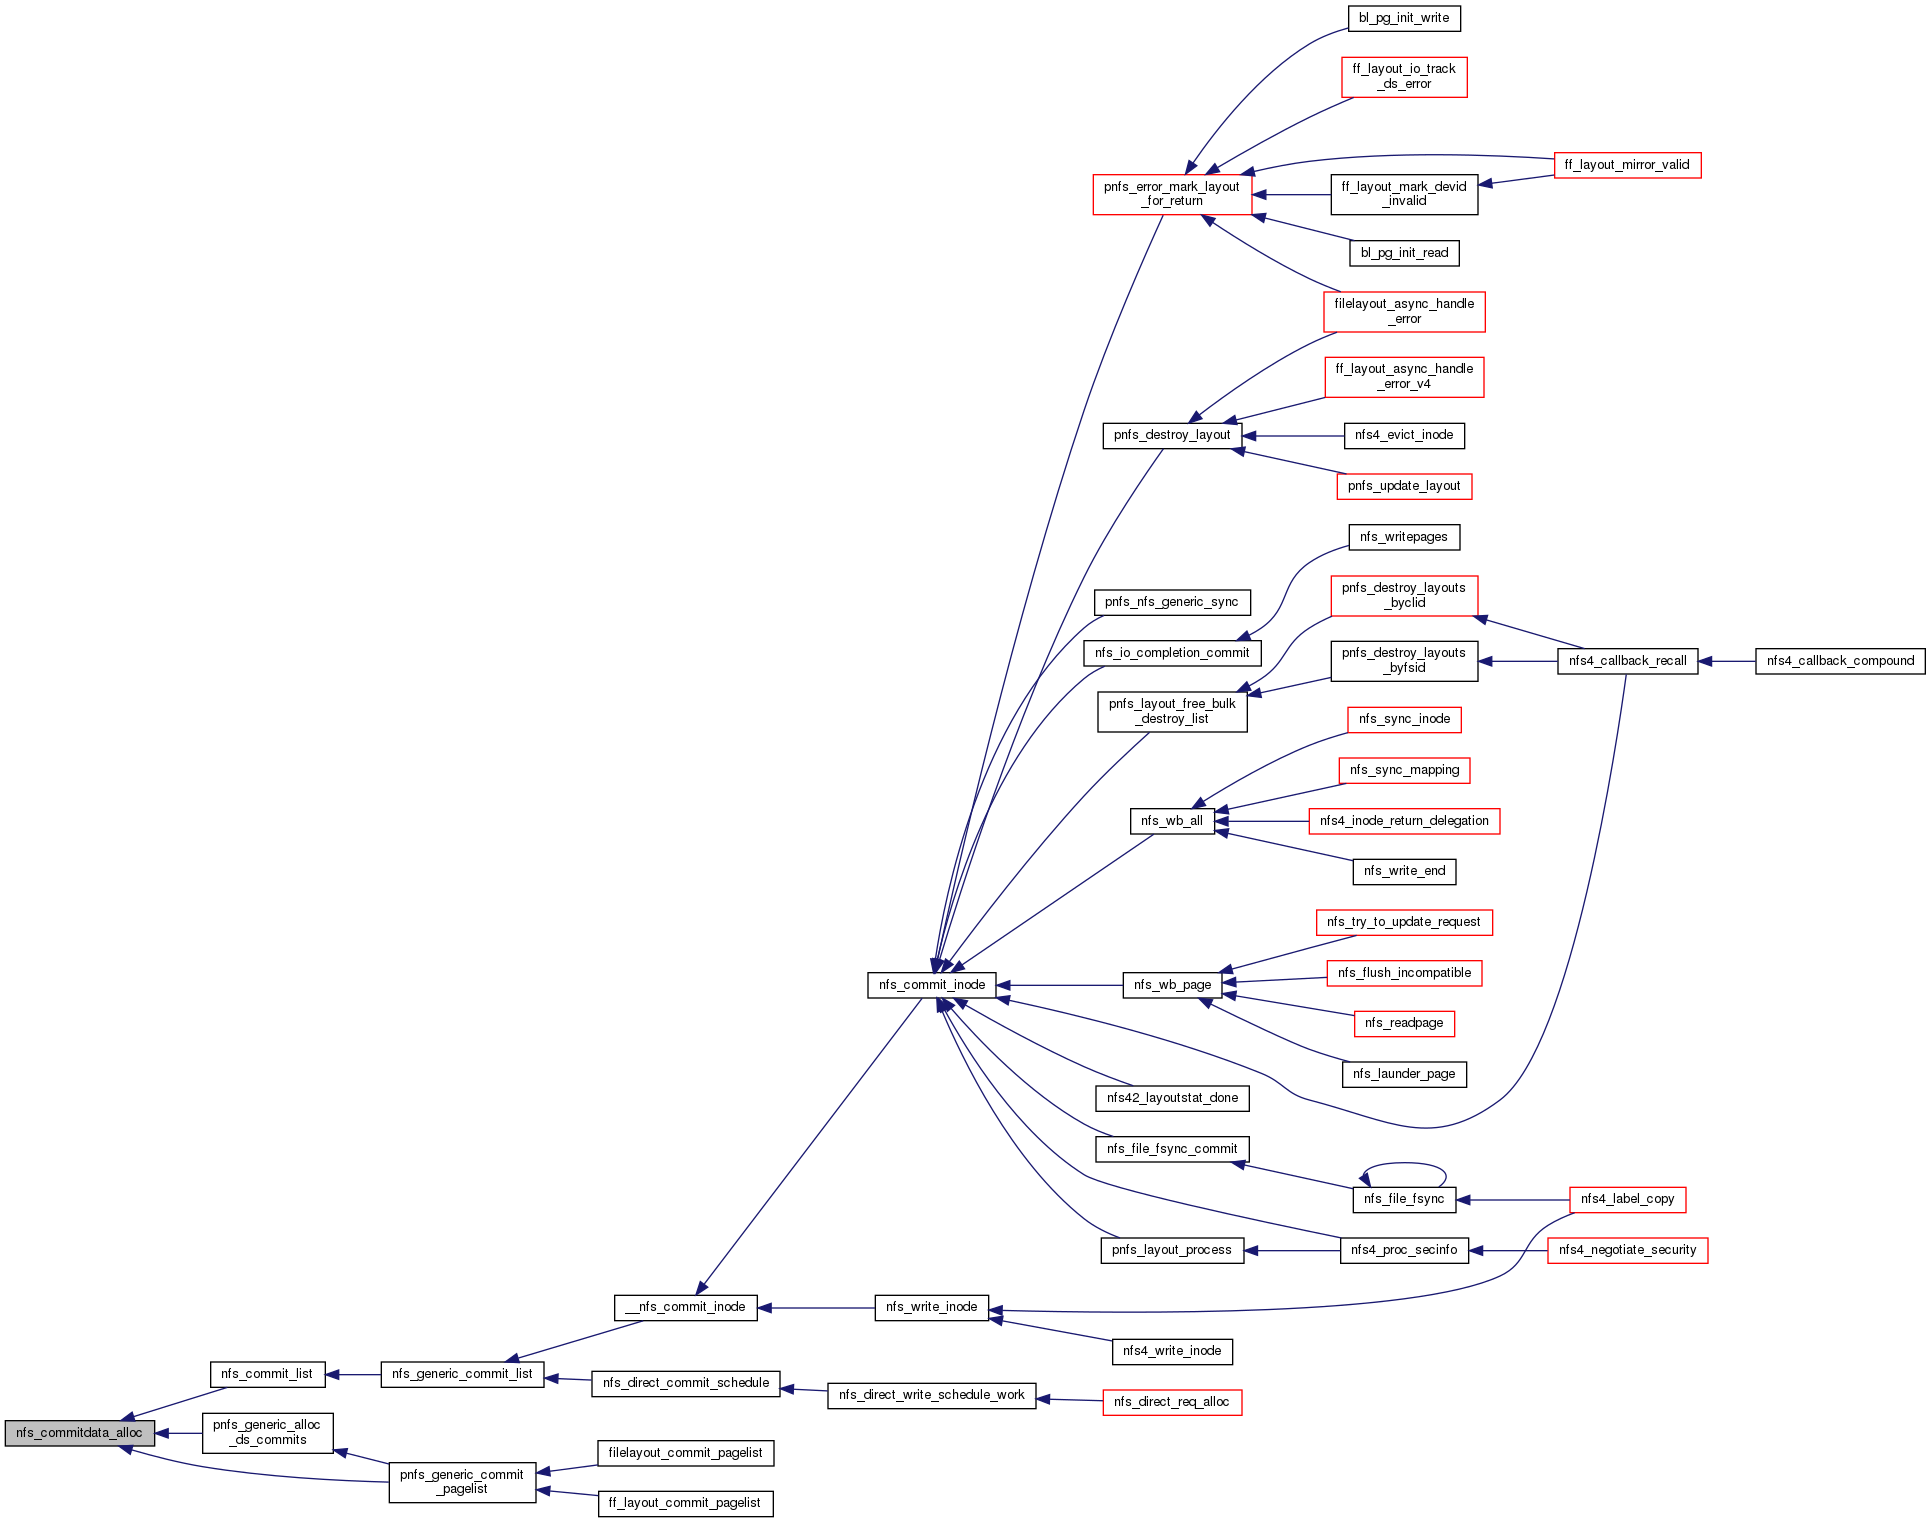 bl_pg_init_write
ff_layout_io_track
_ds_error
ff_layout_mirror_valid
pnfs_error_mark_layout
_for_return
ff_layout_mark_devid
_invalid
bl_pg_init_read
filelayout_async_handle
_error
ff_layout_async_handle
_error_v4
pnfs_destroy_layout
nfs4_evict_inode
pnfs_update_layout
nfs_writepages
pnfs_nfs_generic_sync
pnfs_destroy_layouts
_byclid
nfs_io_completion_commit
pnfs_destroy_layouts
_byfsid
nfs4_callback_recall
nfs4_callback_compound
pnfs_layout_free_bulk
_destroy_list
nfs_sync_inode
nfs_sync_mapping
nfs_wb_all
nfs4_inode_return_delegation
nfs_write_end
nfs_try_to_update_request
nfs_flush_incompatible
nfs_commit_inode
nfs_wb_page
nfs_readpage
nfs_launder_page
nfs42_layoutstat_done
nfs_file_fsync_commit
nfs_file_fsync
nfs4_label_copy
pnfs_layout_process
nfs4_proc_secinfo
nfs4_negotiate_security
__nfs_commit_inode
nfs_write_inode
nfs4_write_inode
nfs_commit_list
nfs_generic_commit_list
nfs_direct_commit_schedule
nfs_direct_write_schedule_work
nfs_direct_req_alloc
nfs_commitdata_alloc
pnfs_generic_alloc
_ds_commits
filelayout_commit_pagelist
pnfs_generic_commit
_pagelist
ff_layout_commit_pagelist